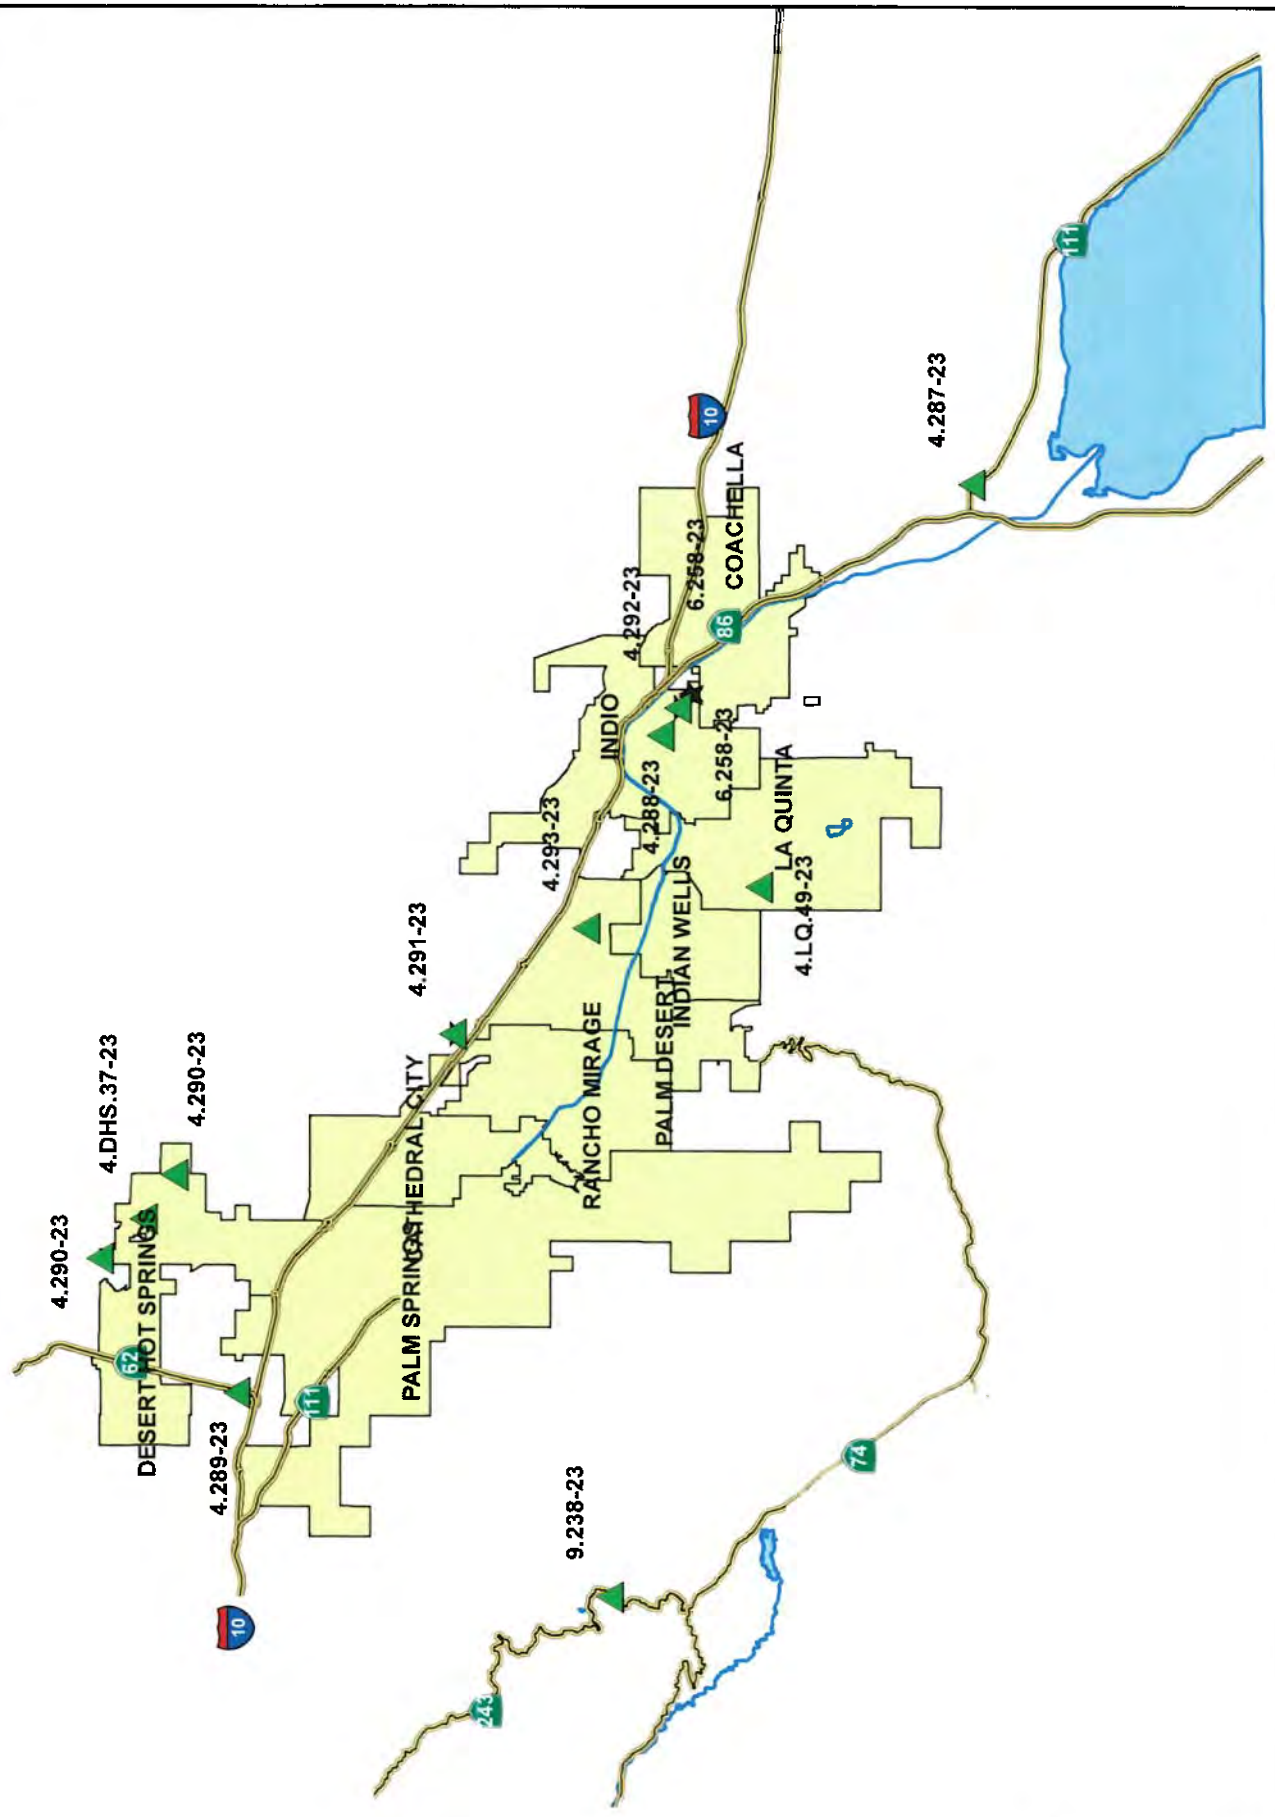 4.290-23
4.DHS.37-23
4.290-23
62
DESERT HOT SPRINGS
4.289-23
10
111
PALM SPRINGS
CATHEDRAL CITY
4.291-23
RANCHO MIRAGE
PALM DESERT
INDIAN WELLS
4.293-23
4.288-23
INDIO
4.292-23
6.258-23
6.258-23
COACHELLA
10
86
LA QUINTA
4.LQ.49-23
4.287-23
111
9.238-23
243
74